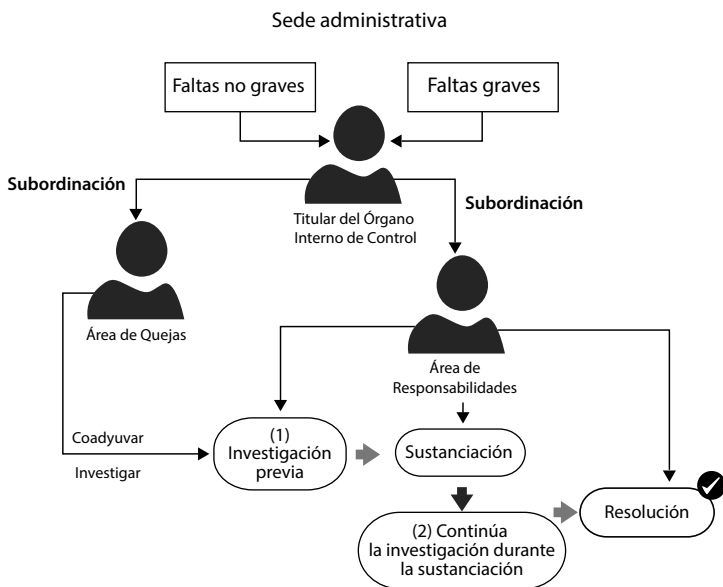 Sede administrativa
Faltas no graves
Faltas graves
Subordinación
Titular del Órgano
Interno de Control
Subordinación
Área de Quejas
Área de
Responsabilidades
Coadyuvar
Investigar
(1)
Investigación
previa
Sustanciación
(2) Continúa
la investigación durante
la sustanciación
Resolución